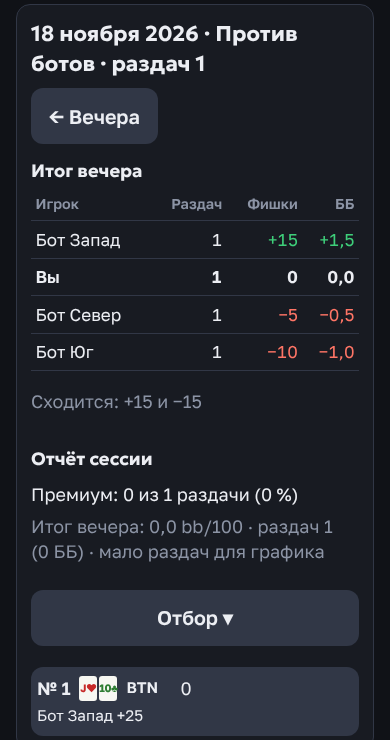 18 ноября 2026 · Против
ботов · раздач 1
← Вечера
Итог вечера
Игрок Раздач Фишки ББ
Бот Запад 1 +15 +1,5
Вы 1 0 0,0
Бот Север 1 −5 −0,5
Бот Юг 1 −10 −1,0
Сходится: +15 и −15
Отчёт сессии
Премиум: 0 из 1 раздачи (0 %)
Итог вечера: 0,0 bb/100 · раздач 1
(0 ББ) · мало раздач для графика
Отбор ▾
№ 1 J♥ 10♣ BTN 0
Бот Запад +25